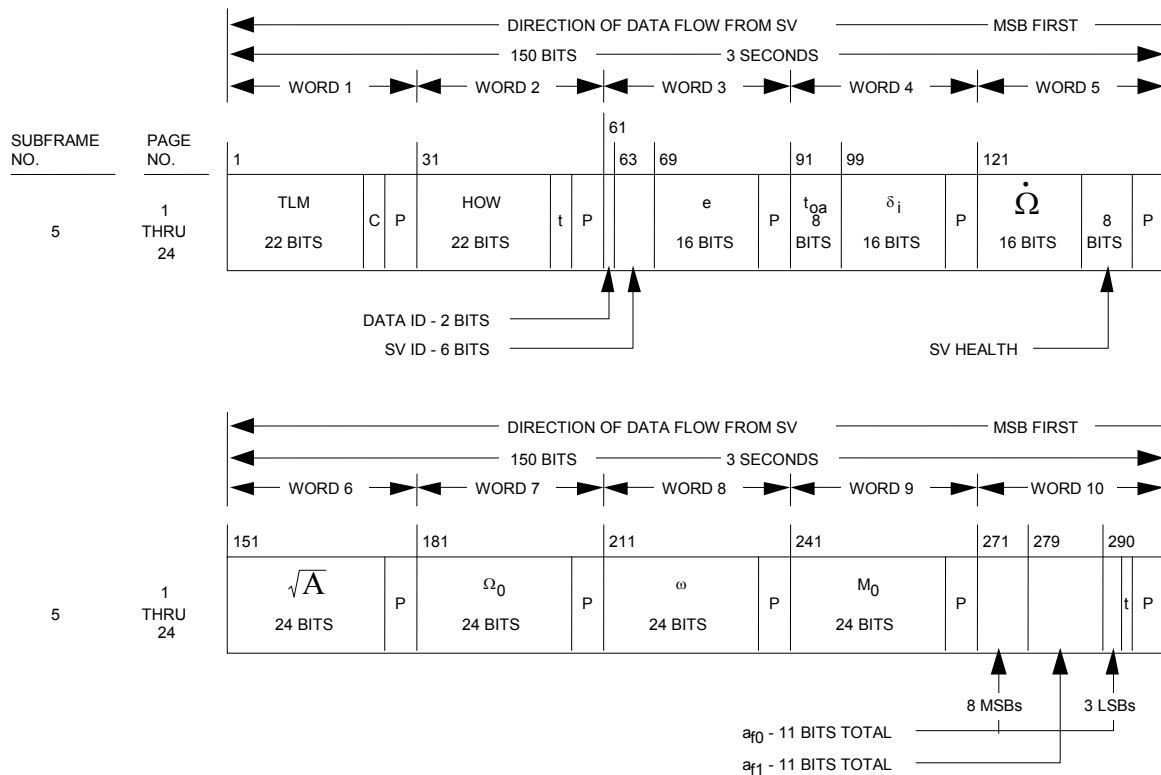 DIRECTION OF DATA FLOW FROM SV MSB FIRST
150 BITS 3 SECONDS
WORD 1 WORD 2 WORD 3 WORD 4 WORD 5
SUBFRAME NO. PAGE NO.
61
1 31 63 69 91 99 121
5 1 THRU 24
TLM 22 BITS C P HOW 22 BITS t P e 16 BITS P t_oa 8 BITS δ_i 16 BITS P Ω̇ 16 BITS 8 BITS P
DATA ID - 2 BITS
SV ID - 6 BITS SV HEALTH
DIRECTION OF DATA FLOW FROM SV MSB FIRST
150 BITS 3 SECONDS
WORD 6 WORD 7 WORD 8 WORD 9 WORD 10
151 181 211 241 271 279 290
5 1 THRU 24
√A 24 BITS P Ω_0 24 BITS P ω 24 BITS P M_0 24 BITS P t P
8 MSBs 3 LSBs
a_f0 - 11 BITS TOTAL
a_f1 - 11 BITS TOTAL